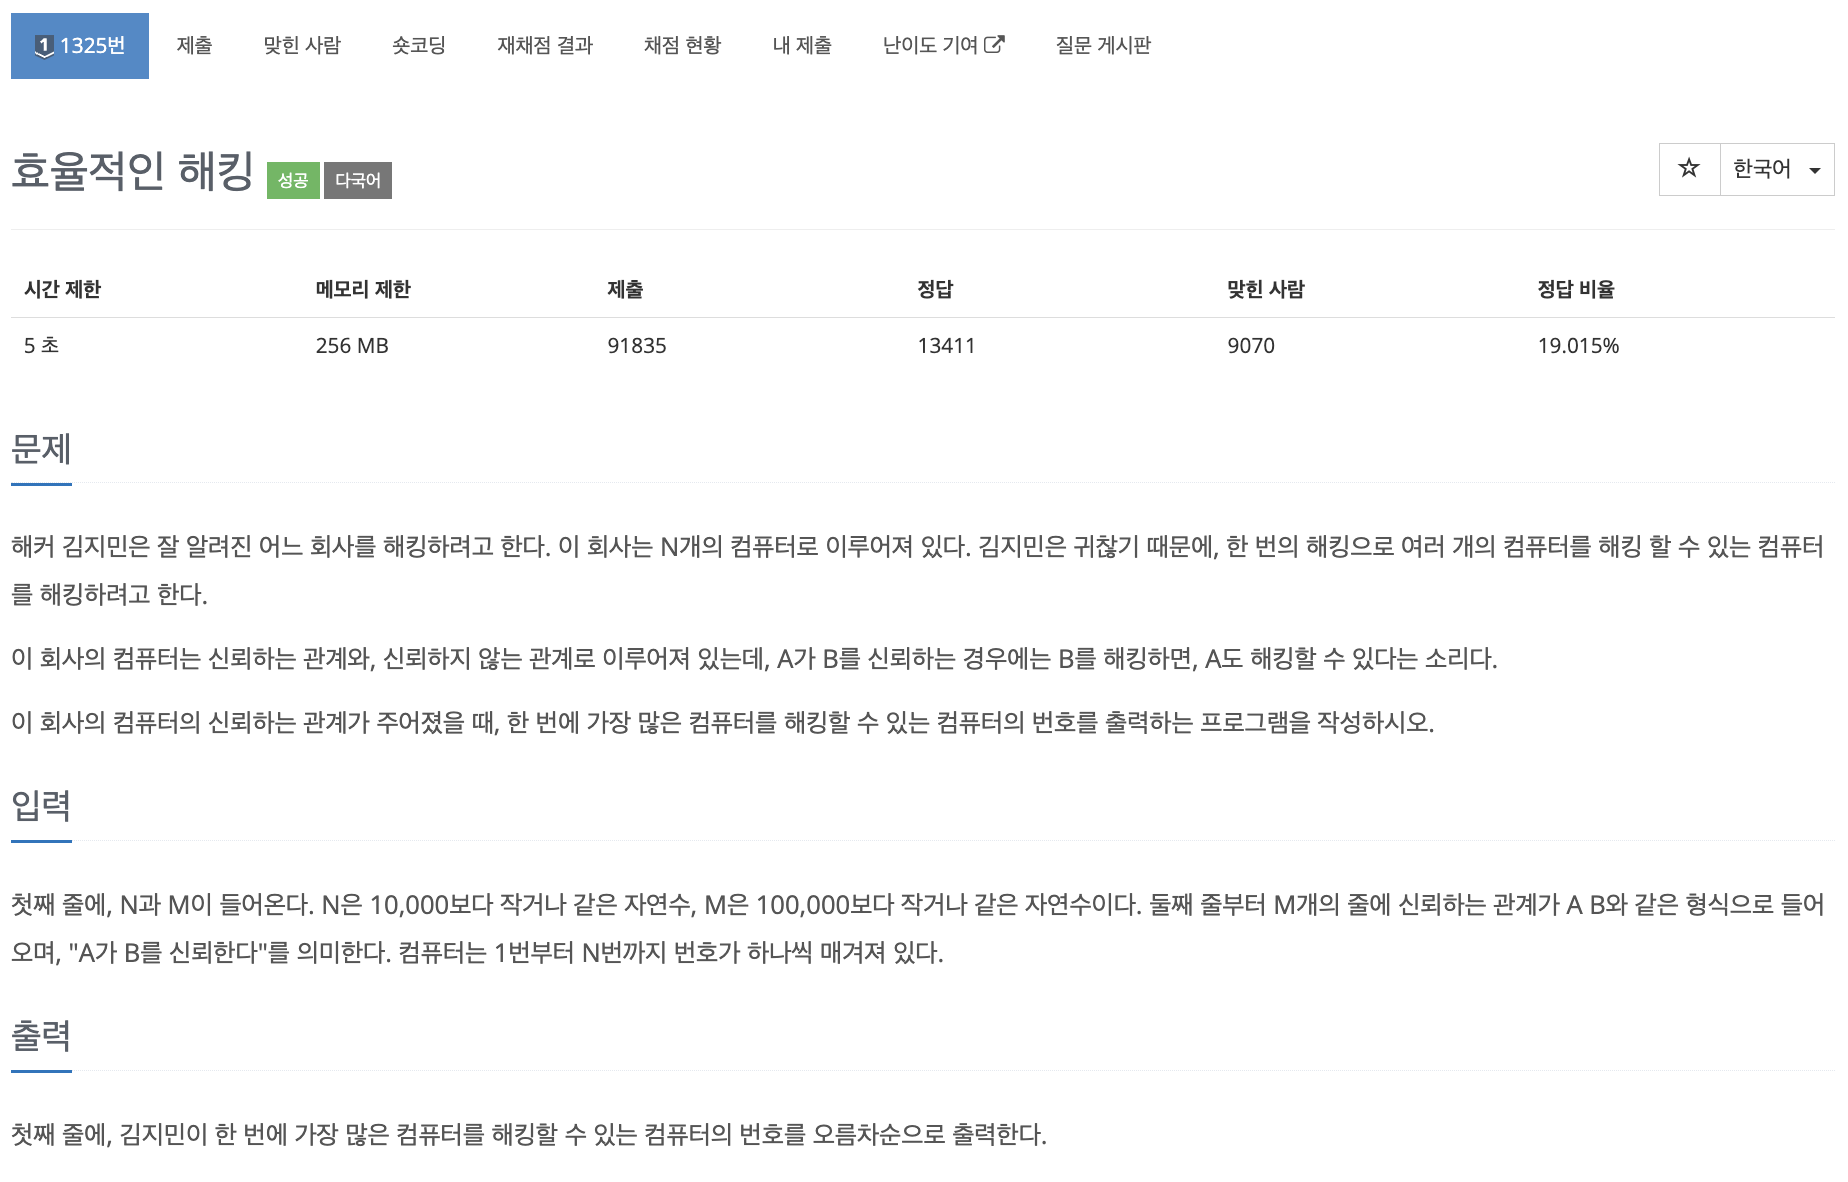 1 1325번 제출 맞힌 사람 숏코딩 재채점 결과 채점 현황 내 제출 난이도 기여 질문 게시판
효율적인 해킹 성공 다국어 한국어
시간 제한 메모리 제한 제출 정답 맞힌 사람 정답 비율
5 초 256 MB 91835 13411 9070 19.015%
문제
해커 김지민은 잘 알려진 어느 회사를 해킹하려고 한다. 이 회사는 N개의 컴퓨터로 이루어져 있다. 김지민은 귀찮기 때문에, 한 번의 해킹으로 여러 개의 컴퓨터를 해킹 할 수 있는 컴퓨터
를 해킹하려고 한다.
이 회사의 컴퓨터는 신뢰하는 관계와, 신뢰하지 않는 관계로 이루어져 있는데, A가 B를 신뢰하는 경우에는 B를 해킹하면, A도 해킹할 수 있다는 소리다.
이 회사의 컴퓨터의 신뢰하는 관계가 주어졌을 때, 한 번에 가장 많은 컴퓨터를 해킹할 수 있는 컴퓨터의 번호를 출력하는 프로그램을 작성하시오.
입력
첫째 줄에, N과 M이 들어온다. N은 10,000보다 작거나 같은 자연수, M은 100,000보다 작거나 같은 자연수이다. 둘째 줄부터 M개의 줄에 신뢰하는 관계가 A B와 같은 형식으로 들어
오며, "A가 B를 신뢰한다"를 의미한다. 컴퓨터는 1번부터 N번까지 번호가 하나씩 매겨져 있다.
출력
첫째 줄에, 김지민이 한 번에 가장 많은 컴퓨터를 해킹할 수 있는 컴퓨터의 번호를 오름차순으로 출력한다.